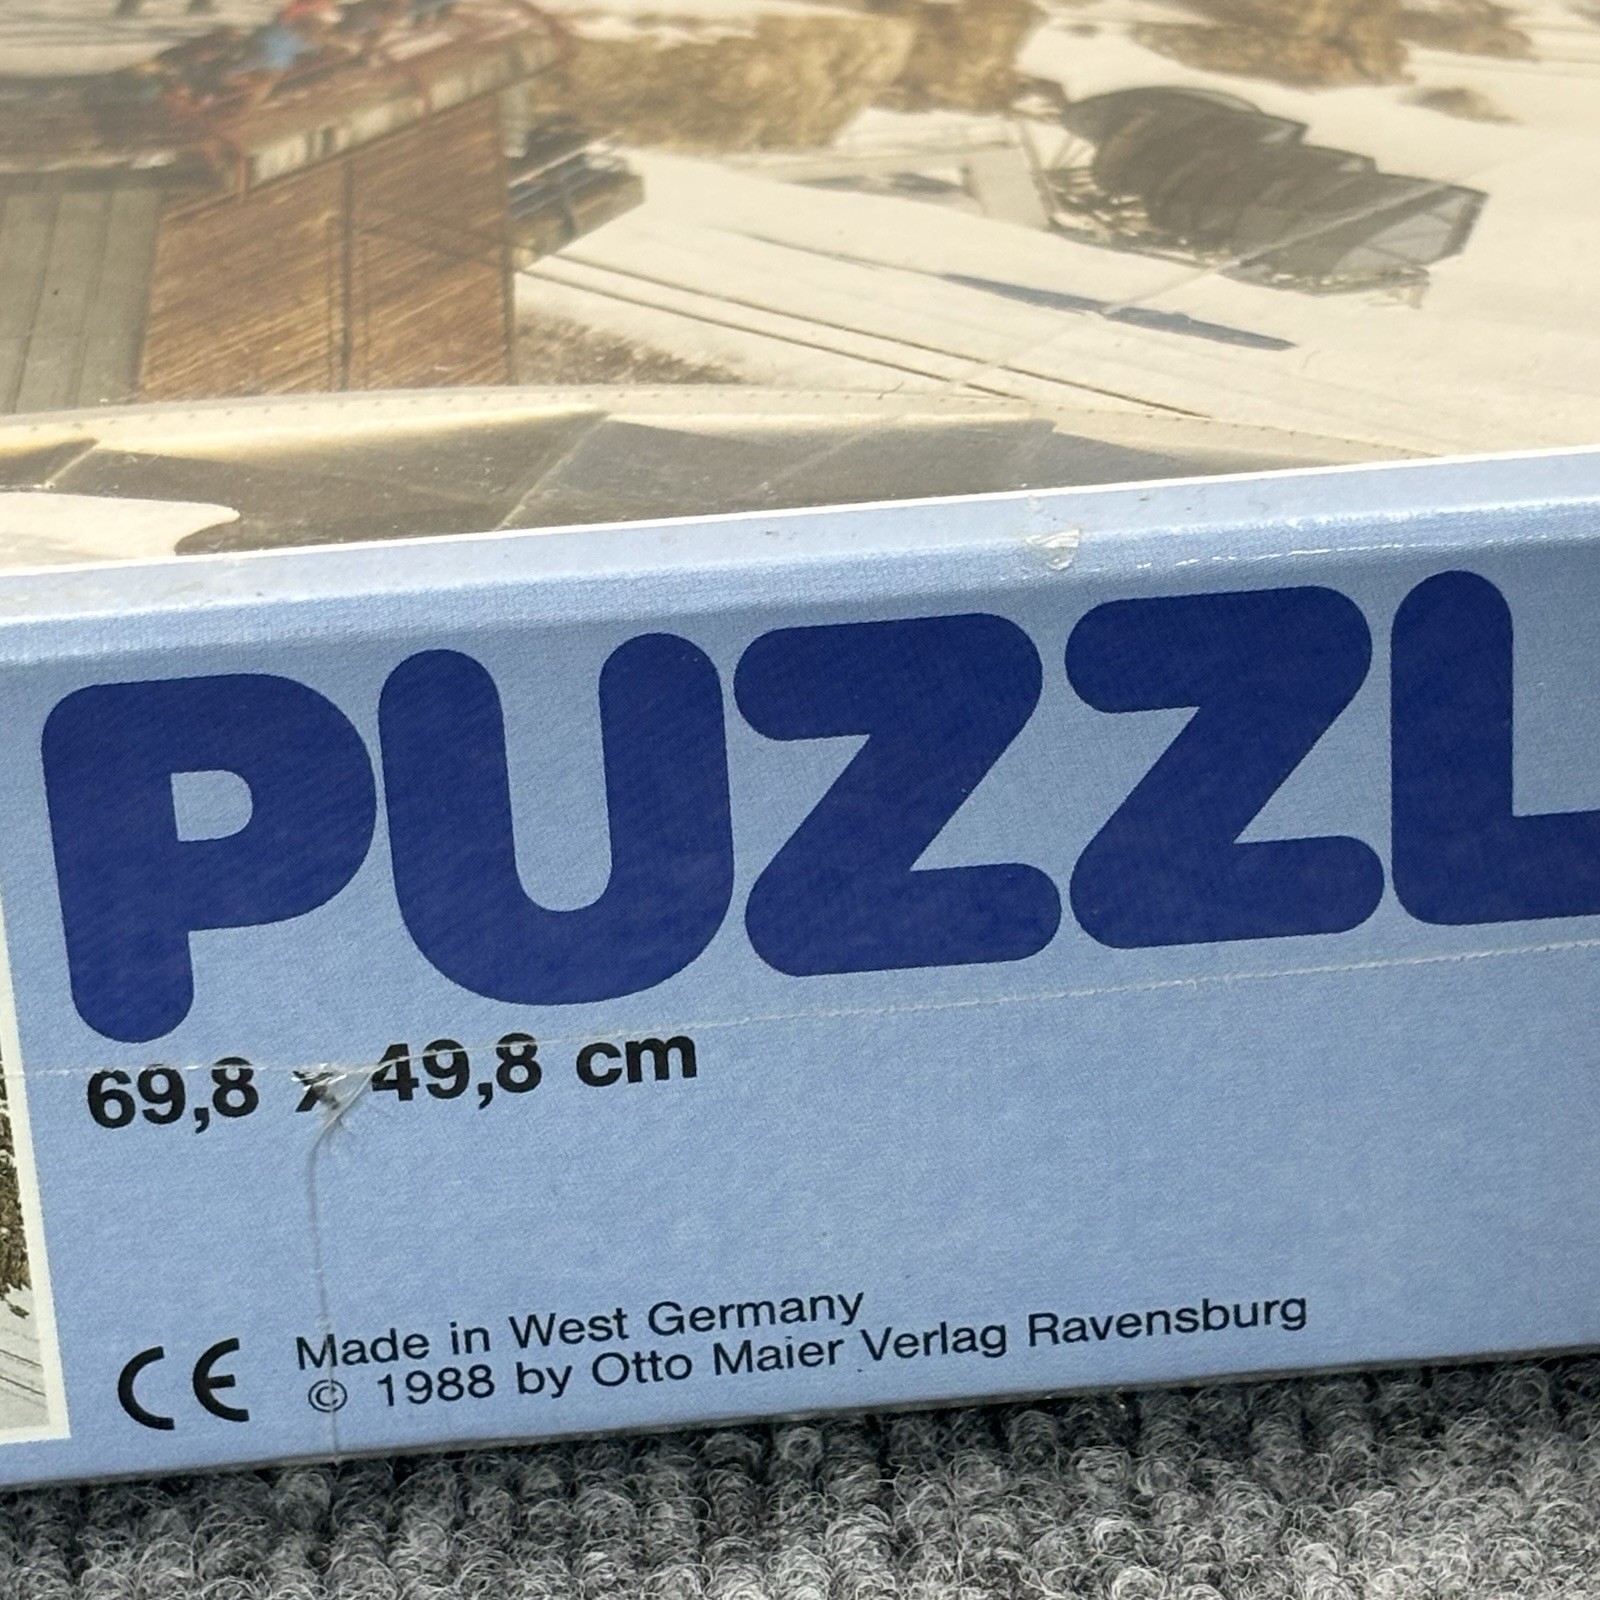 PUZZL
69,8 x 49,8 cm
CE Made in West Germany
© 1988 by Otto Maier Verlag Ravensburg